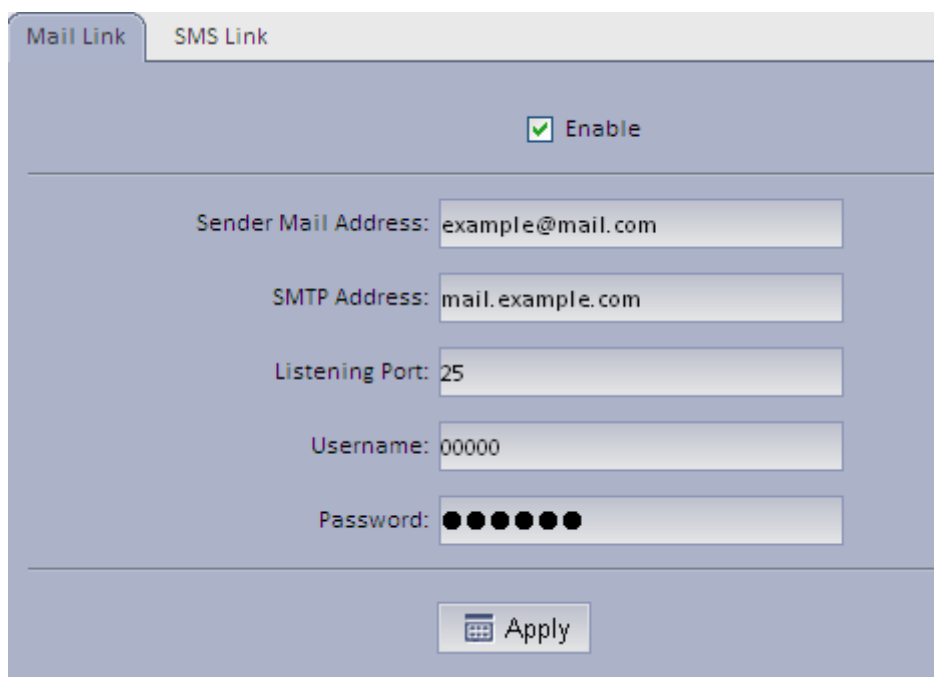 Mail Link SMS Link
Enable
Sender Mail Address: example@mail.com
SMTP Address: mail.example.com
Listening Port: 25
Username: 00000
Password: ●●●●●●
Apply